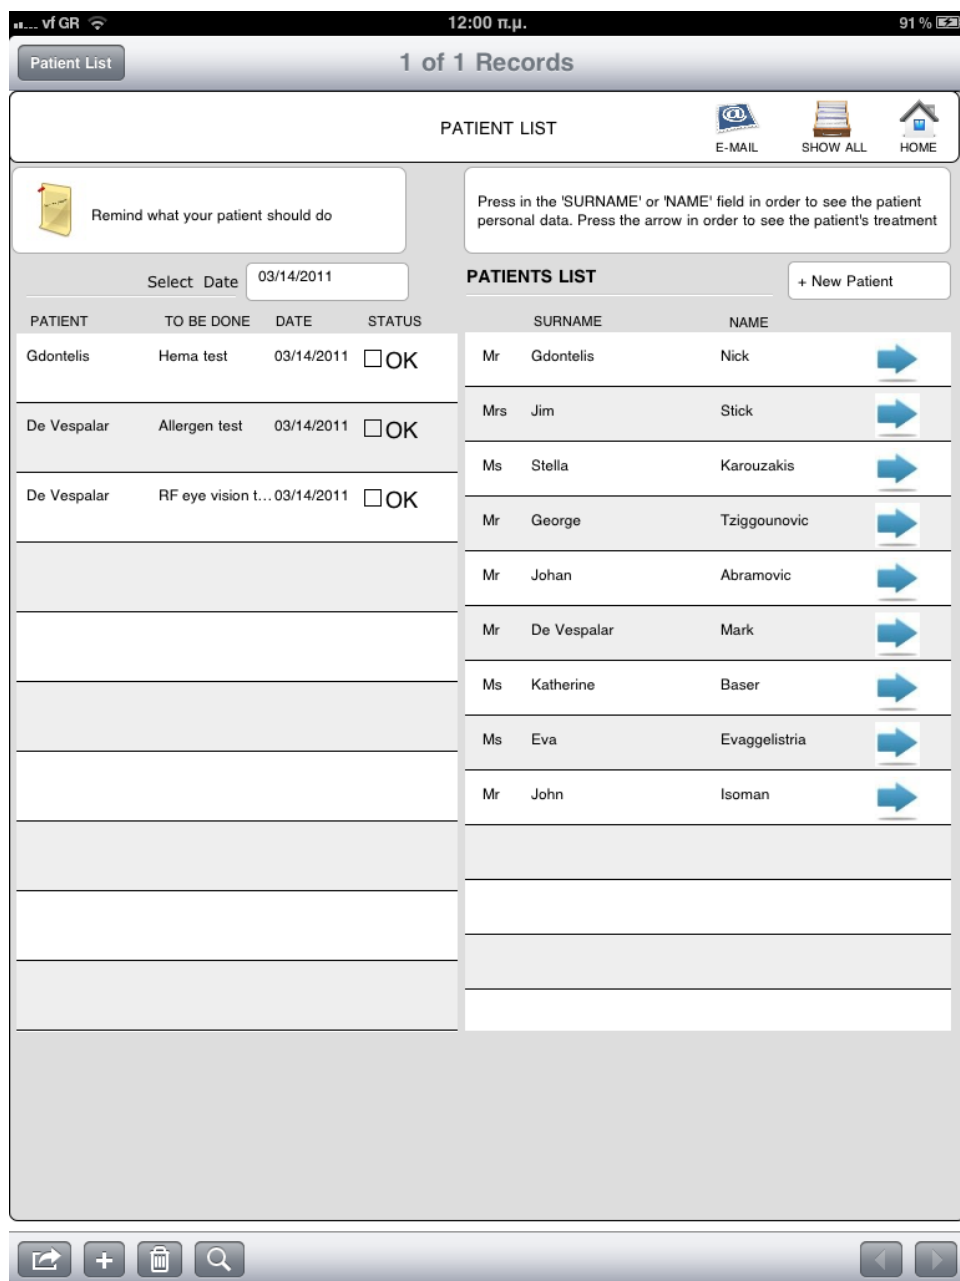 vf GR 12:00 π.μ. 91 %
Patient List 1 of 1 Records
PATIENT LIST
E-MAIL SHOW ALL HOME
Remind what your patient should do
Press in the 'SURNAME' or 'NAME' field in order to see the patient
personal data. Press the arrow in order to see the patient's treatment
Select Date 03/14/2011
PATIENT TO BE DONE DATE STATUS
Gdontelis Hema test 03/14/2011 OK
De Vespalar Allergen test 03/14/2011 OK
De Vespalar RF eye vision t... 03/14/2011 OK
PATIENTS LIST + New Patient
SURNAME NAME
Mr Gdontelis Nick
Mrs Jim Stick
Ms Stella Karouzakis
Mr George Tziggounovic
Mr Johan Abramovic
Mr De Vespalar Mark
Ms Katherine Baser
Ms Eva Evaggelistria
Mr John Isoman